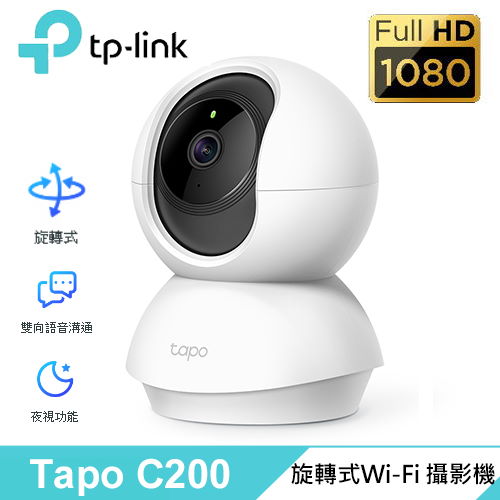 tp-link
Full HD
1080
旋轉式
雙向語音溝通
夜視功能
tapo
Tapo C200
旋轉式Wi-Fi 攝影機